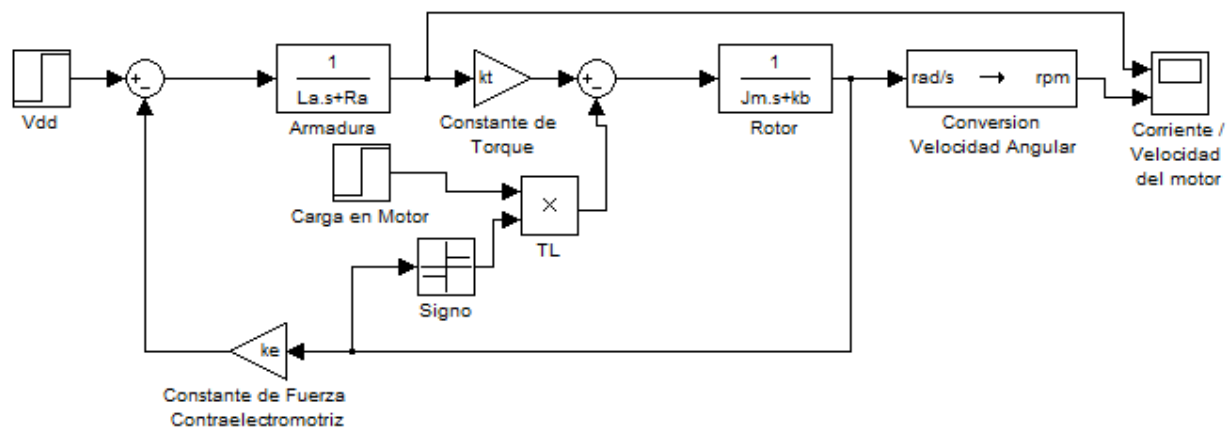 Vdd
+
−
1
La.s+Ra
Armadura
kt
Constante de
Torque
+
−
1
Jm.s+kb
Rotor
rad/s → rpm
Conversion
Velocidad Angular
Corriente /
Velocidad
del motor
Carga en Motor
×
TL
Signo
ke
Constante de Fuerza
Contraelectromotriz